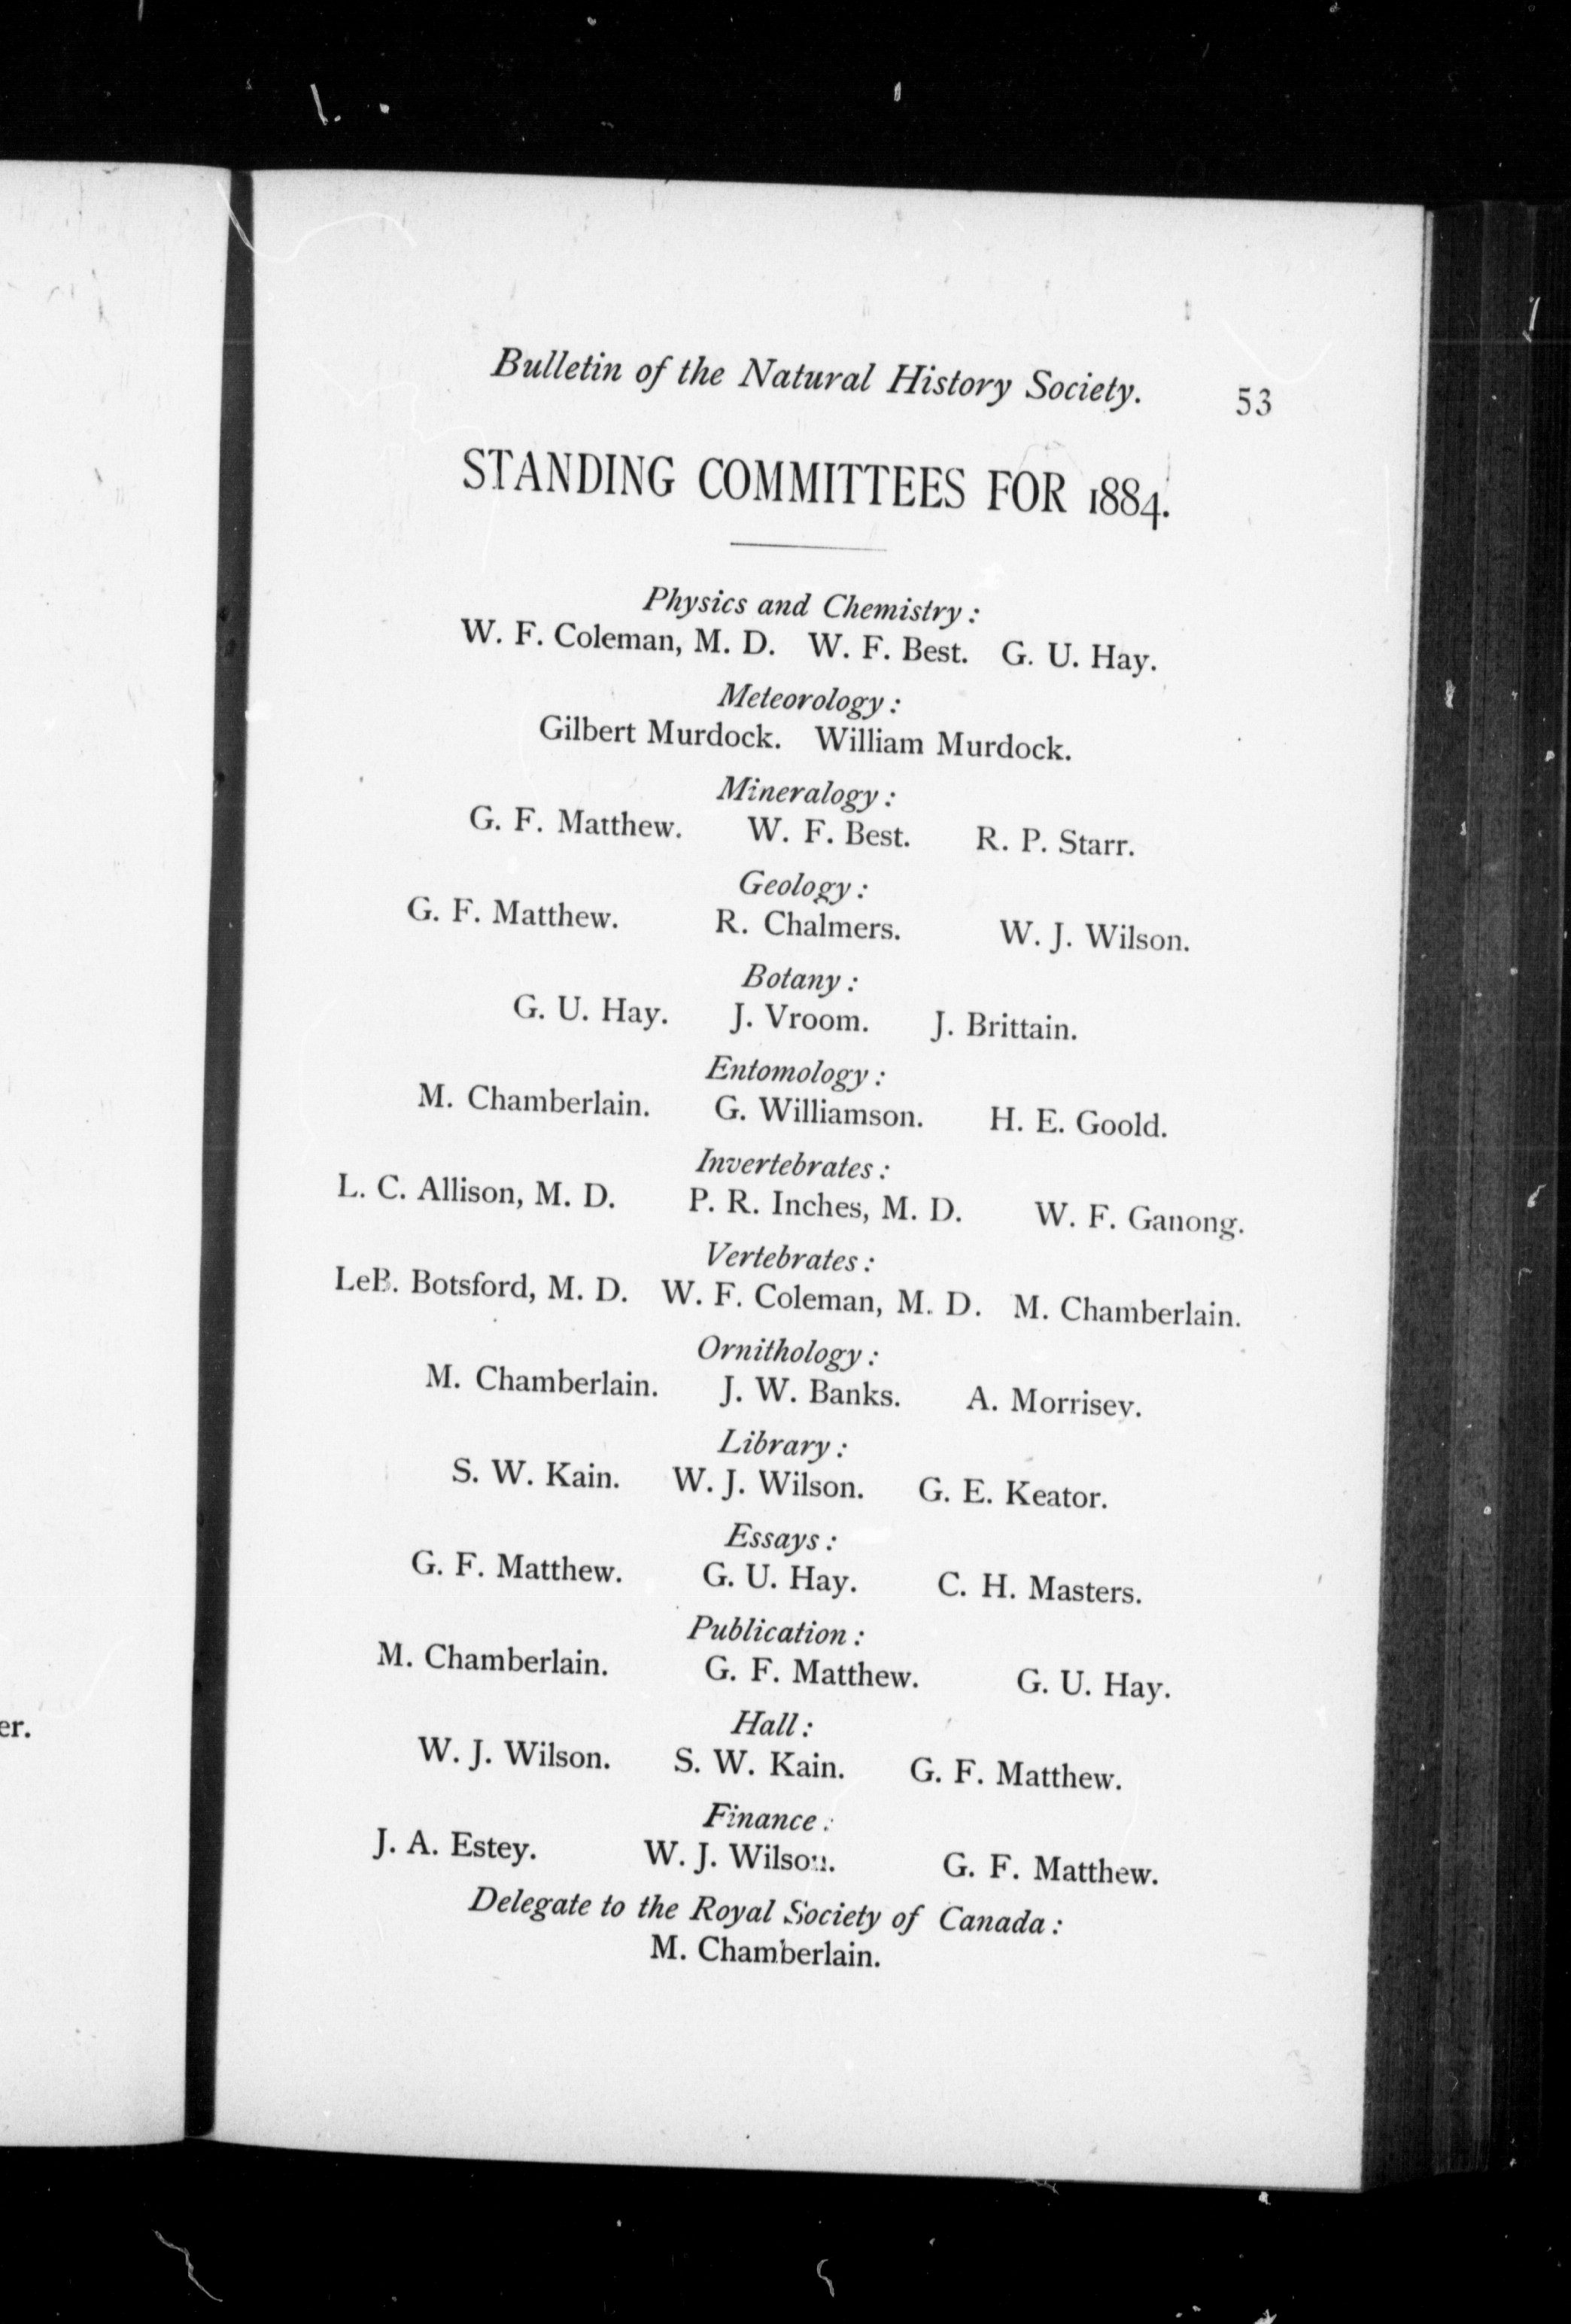 er.
Bulletin of the Natural History Society. 53
STANDING COMMITTEES FOR 1884.
Physics and Chemistry:
W. F. Coleman, M. D. W. F. Best. G. U. Hay.
Meteorology:
Gilbert Murdock. William Murdock.
Mineralogy:
G. F. Matthew. W. F. Best. R. P. Starr.
Geology:
G. F. Matthew. R. Chalmers. W. J. Wilson.
Botany:
G. U. Hay. J. Vroom. J. Brittain.
Entomology:
M. Chamberlain. G. Williamson. H. E. Goold.
Invertebrates:
L. C. Allison, M. D. P. R. Inches, M. D. W. F. Ganong.
Vertebrates:
LeB. Botsford, M. D. W. F. Coleman, M. D. M. Chamberlain.
Ornithology:
M. Chamberlain. J. W. Banks. A. Morrisey.
Library:
S. W. Kain. W. J. Wilson. G. E. Keator.
Essays:
G. F. Matthew. G. U. Hay. C. H. Masters.
Publication:
M. Chamberlain. G. F. Matthew. G. U. Hay.
Hall:
W. J. Wilson. S. W. Kain. G. F. Matthew.
Finance:
J. A. Estey. W. J. Wilson. G. F. Matthew.
Delegate to the Royal Society of Canada:
M. Chamberlain.